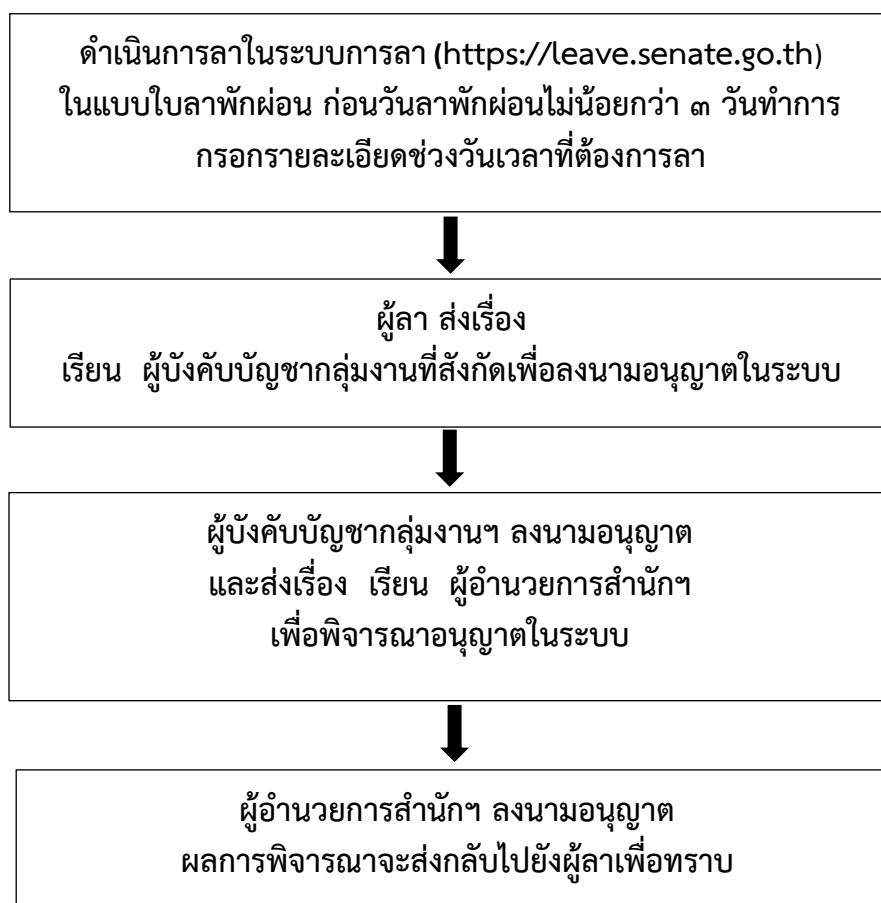 ดำเนินการลาในระบบการลา (https://leave.senate.go.th)
ในแบบใบลาพักผ่อน ก่อนวันลาพักผ่อนไม่น้อยกว่า ๓ วันทำการ
กรอกรายละเอียดช่วงวันเวลาที่ต้องการลา
ผู้ลา ส่งเรื่อง
เรียน ผู้บังคับบัญชากลุ่มงานที่สังกัดเพื่อลงนามอนุญาตในระบบ
ผู้บังคับบัญชากลุ่มงานฯ ลงนามอนุญาต
และส่งเรื่อง เรียน ผู้อำนวยการสำนักฯ
เพื่อพิจารณาอนุญาตในระบบ
ผู้อำนวยการสำนักฯ ลงนามอนุญาต
ผลการพิจารณาจะส่งกลับไปยังผู้ลาเพื่อทราบ